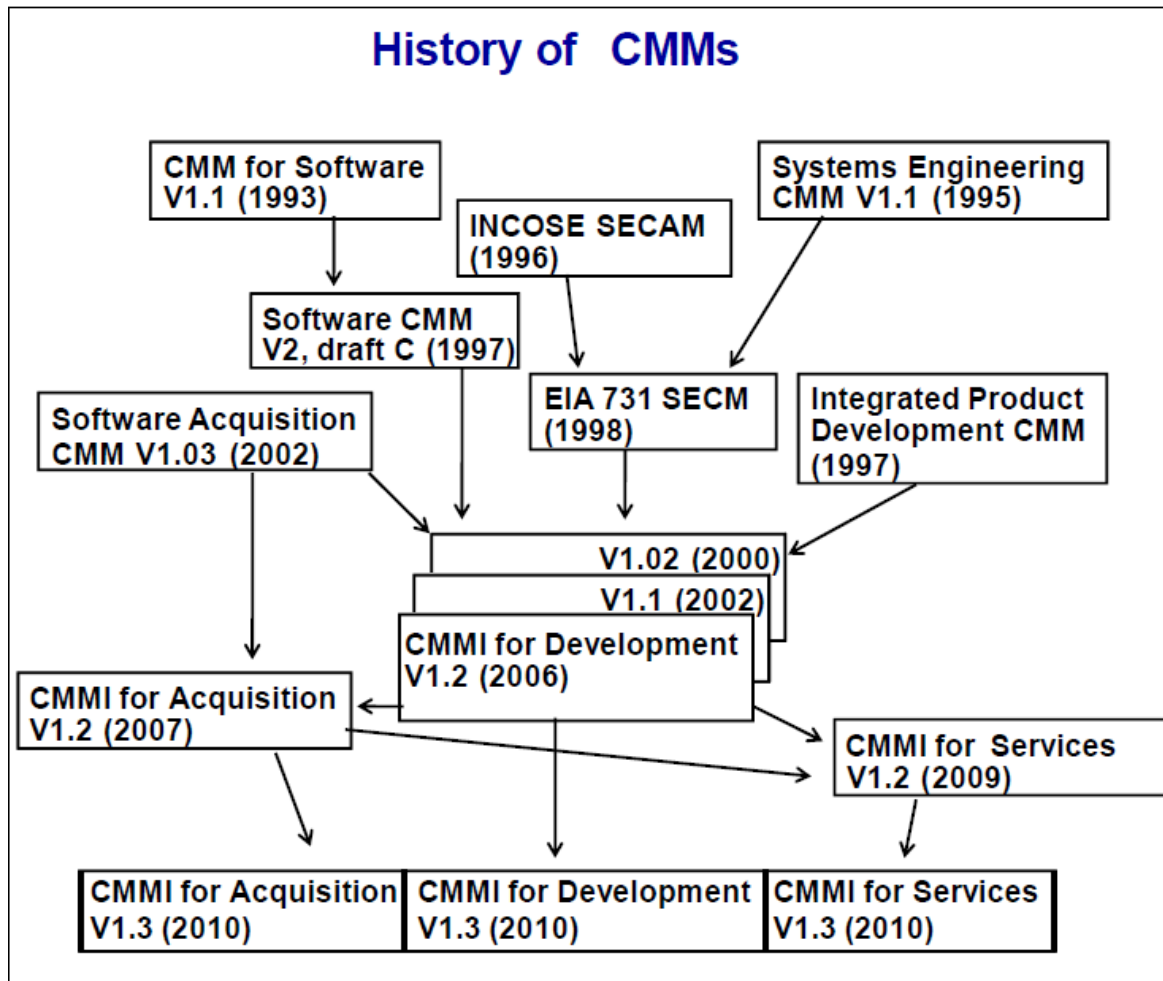 History of CMMs
CMM for Software
V1.1 (1993)
Systems Engineering
CMM V1.1 (1995)
INCOSE SECAM
(1996)
Software CMM
V2, draft C (1997)
EIA 731 SECM
(1998)
Integrated Product
Development CMM
(1997)
Software Acquisition
CMM V1.03 (2002)
V1.02 (2000)
V1.1 (2002)
CMMI for Development
V1.2 (2006)
CMMI for Acquisition
V1.2 (2007)
CMMI for Services
V1.2 (2009)
CMMI for Acquisition
V1.3 (2010)
CMMI for Development
V1.3 (2010)
CMMI for Services
V1.3 (2010)